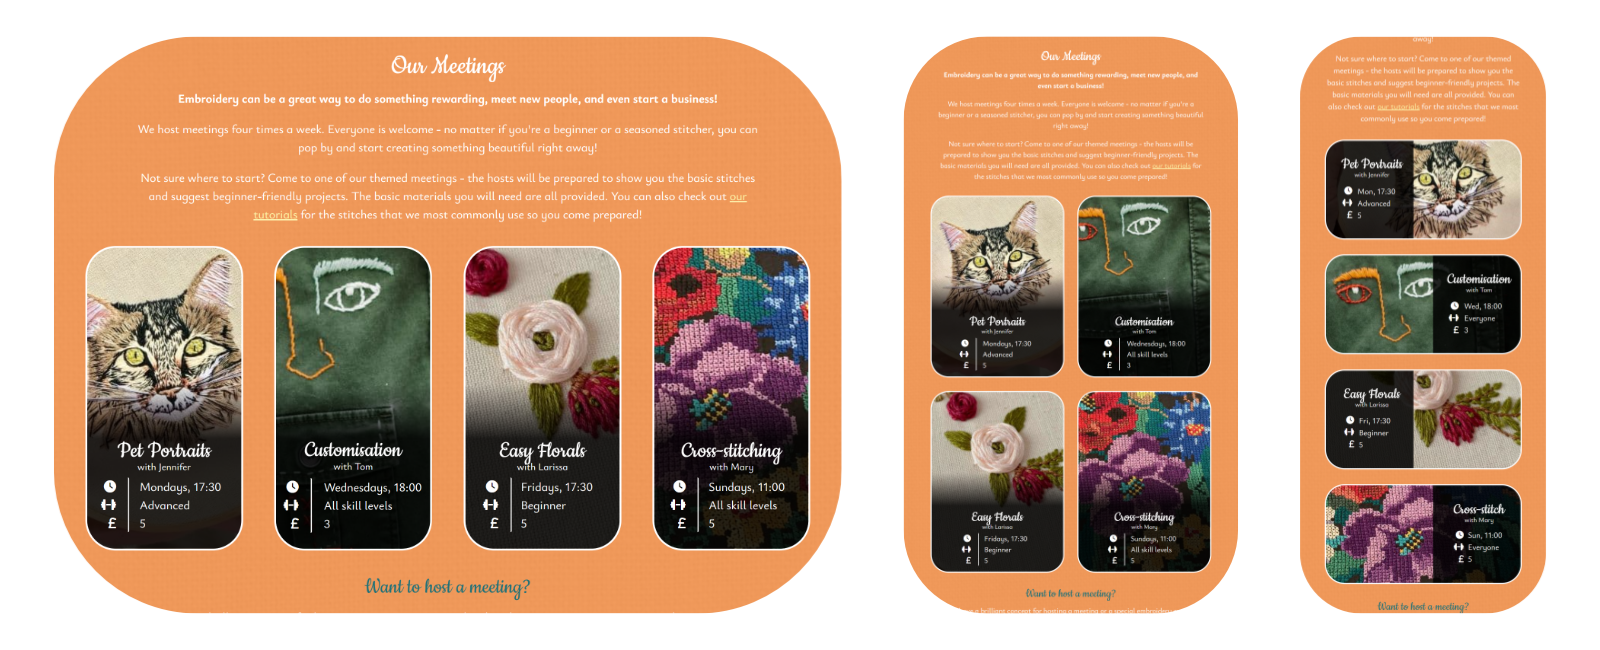 Our Meetings
Embroidery can be a great way to do something rewarding, meet new people, and even start a business!
We host meetings four times a week. Everyone is welcome - no matter if you're a beginner or a seasoned stitcher, you can
pop by and start creating something beautiful right away!
Not sure where to start? Come to one of our themed meetings - the hosts will be prepared to show you the basic stitches
and suggest beginner-friendly projects. The basic materials you will need are all provided. You can also check out our
tutorials for the stitches that we most commonly use so you come prepared!
Pet Portraits
with Jennifer
Mondays, 17:30
Advanced
£ 5
Customisation
with Tom
Wednesdays, 18:00
All skill levels
£ 3
Easy Florals
with Larissa
Fridays, 17:30
Beginner
£ 5
Cross-stitching
with Mary
Sundays, 11:00
All skill levels
£ 5
Want to host a meeting?
Our Meetings
Embroidery can be a great way to do something rewarding, meet new people, and
even start a business!
We host meetings four times a week. Everyone is welcome - no matter if you're a
beginner or a seasoned stitcher, you can pop by and start creating something beautiful
right away!
Not sure where to start? Come to one of our themed meetings - the hosts will be
prepared to show you the basic stitches and suggest beginner-friendly projects. The
basic materials you will need are all provided. You can also check out our tutorials for
the stitches that we most commonly use so you come prepared!
Pet Portraits
with Jennifer
Mondays, 17:30
Advanced
£ 5
Customisation
with Tom
Wednesdays, 18:00
All skill levels
£ 3
Easy Florals
with Larissa
Fridays, 17:30
Beginner
£ 5
Cross-stitching
with Mary
Sundays, 11:00
All skill levels
£ 5
Want to host a meeting?
a brilliant concept for hosting a meeting or a special embroidery
away!
Not sure where to start? Come to one of our themed
meetings - the hosts will be prepared to show you the
basic stitches and suggest beginner-friendly projects. The
basic materials you will need are all provided. You can
also check out our tutorials for the stitches that we most
commonly use so you come prepared!
Pet Portraits
with Jennifer
Mon, 17:30
Advanced
£ 5
Customisation
with Tom
Wed, 18:00
Everyone
£ 3
Easy Florals
with Larissa
Fri, 17:30
Beginner
£ 5
Cross-stitch
with Mary
Sun, 11:00
Everyone
£ 5
Want to host a meeting?